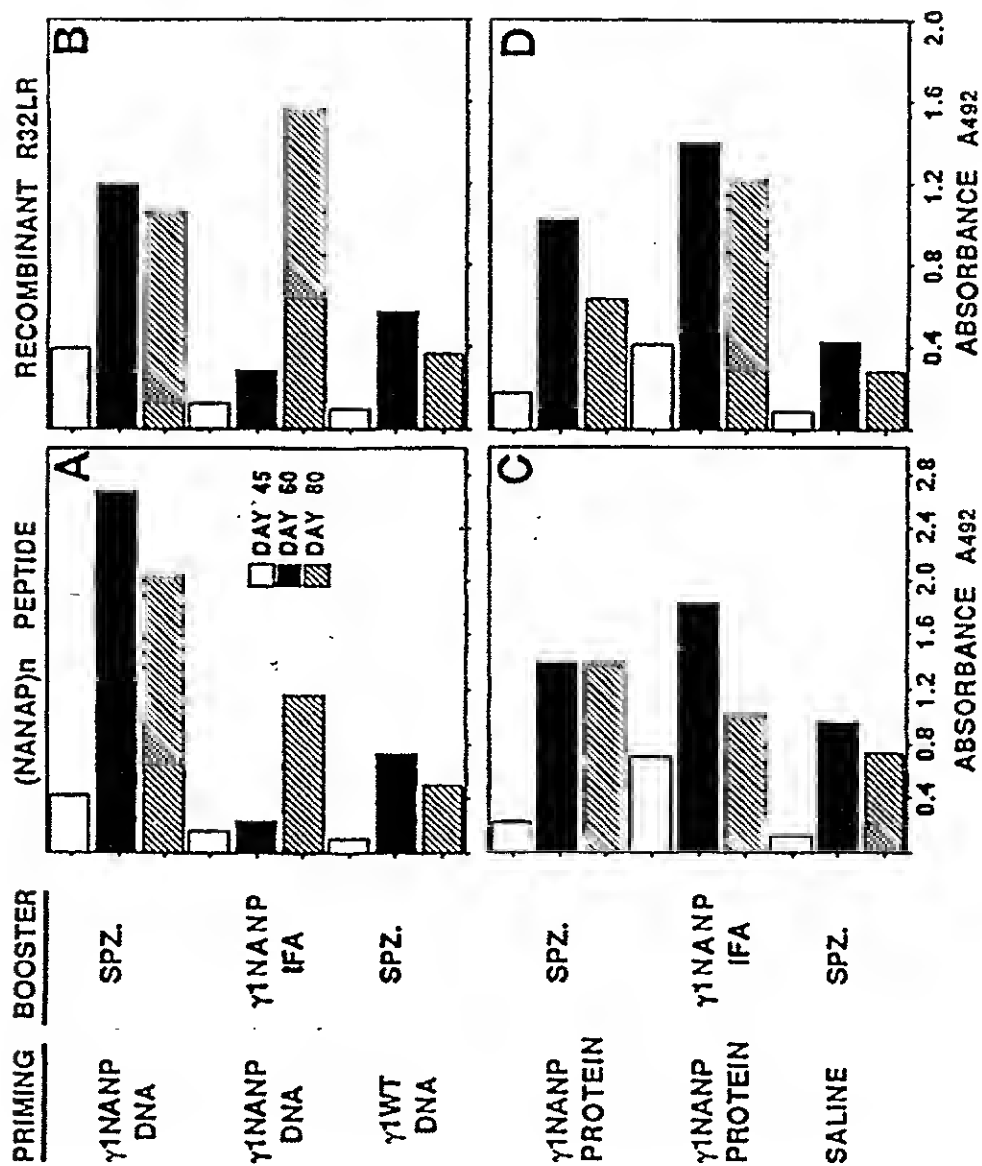 PRIMING BOOSTER (NANAP)n PEPTIDE RECOMBINANT R32LR
γ1NANP
DNA
SPZ.
γ1NANP
DNA
γ1NANP
IFA
γ1WT
DNA
SPZ.
A
DAY 45
DAY 60
DAY 80
B
γ1NANP
PROTEIN
SPZ.
γ1NANP
PROTEIN
γ1NANP
IFA
SALINE
SPZ.
C
D
0.4 0.8 1.2 1.6 2.0 2.4 2.8
ABSORBANCE A492
0.4 0.8 1.2 1.6 2.0
ABSORBANCE A492